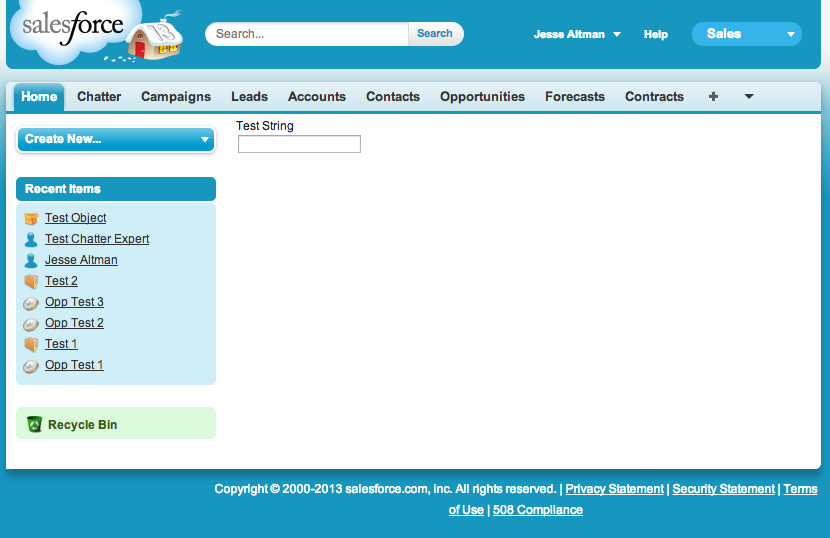 salesforce
13
Search... Search
Jesse Altman Help Sales
Home Chatter Campaigns Leads Accounts Contacts Opportunities Forecasts Contracts +
Create New...
Test String
Recent Items
Test Object
Test Chatter Expert
Jesse Altman
Test 2
Opp Test 3
Opp Test 2
Test 1
Opp Test 1
Recycle Bin
Copyright © 2000-2013 salesforce.com, inc. All rights reserved. | Privacy Statement | Security Statement | Terms
of Use | 508 Compliance